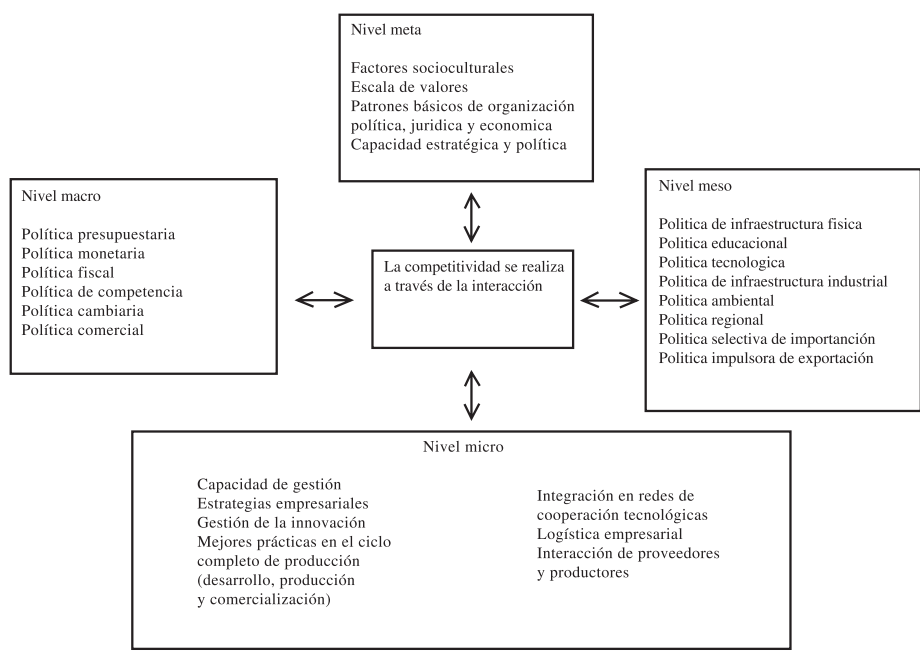 Nivel meta
Factores socioculturales
Escala de valores
Patrones básicos de organización
política, juridica y economica
Capacidad estratégica y política
Nivel macro
Política presupuestaria
Política monetaria
Política fiscal
Política de competencia
Política cambiaria
Política comercial
La competitividad se realiza
a través de la interacción
Nivel meso
Politica de infraestructura fisica
Politica educacional
Politica tecnologica
Politica de infraestructura industrial
Politica ambiental
Politica regional
Politica selectiva de importanción
Politica impulsora de exportación
Nivel micro
Capacidad de gestión
Estrategias empresariales
Gestión de la innovación
Mejores prácticas en el ciclo
completo de producción
(desarrollo, producción
y comercialización)
Integración en redes de
cooperación tecnológicas
Logística empresarial
Interacción de proveedores
y productores